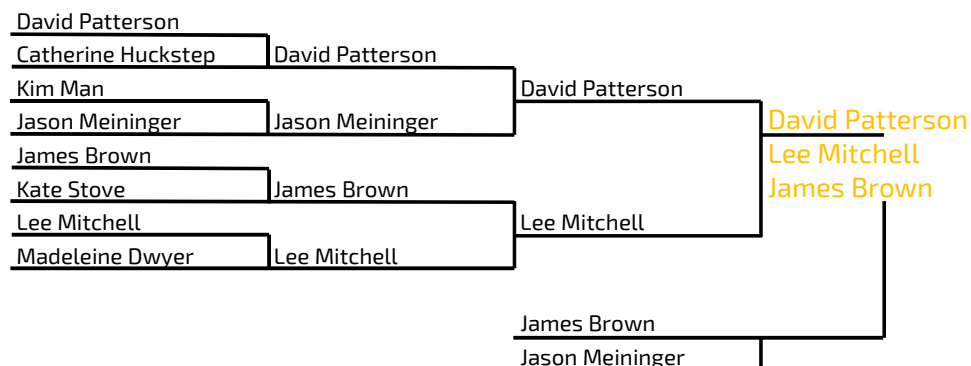 David Patterson
Catherine Huckstep
Kim Man
Jason Meininger
James Brown
Kate Stove
Lee Mitchell
Madeleine Dwyer
David Patterson
Jason Meininger
James Brown
Lee Mitchell
David Patterson
Lee Mitchell
David Patterson
Lee Mitchell
James Brown
James Brown
Jason Meininger